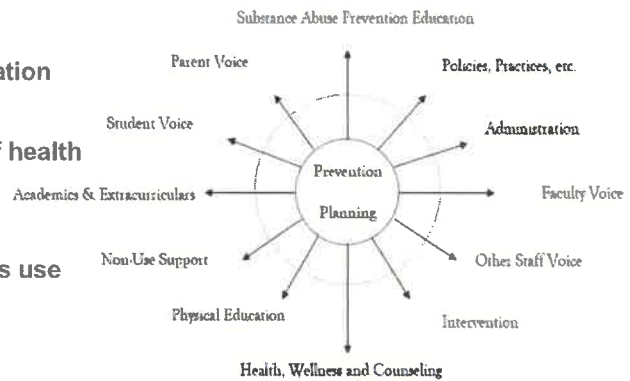 Substance Abuse Prevention Education
ation
Parent Voice
Policies, Practices, etc.
Student Voice
Administration
f health
Prevention
Planning
Academics & Extracurriculars
Faculty Voice
s use
Non-Use Support
Other Staff Voice
Physical Education
Intervention
Health, Wellness and Counseling